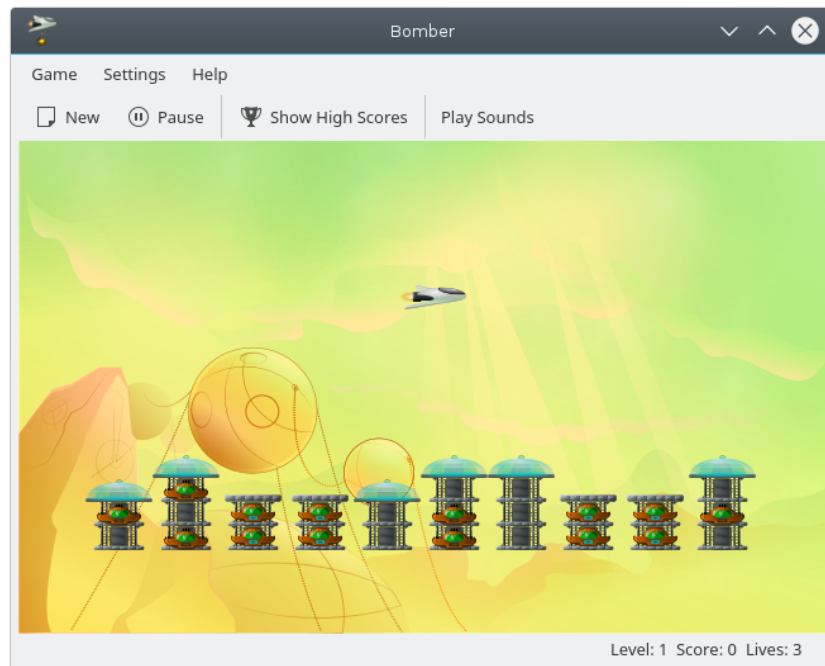 Bomber
Game Settings Help
New Pause Show High Scores Play Sounds
Level: 1 Score: 0 Lives: 3